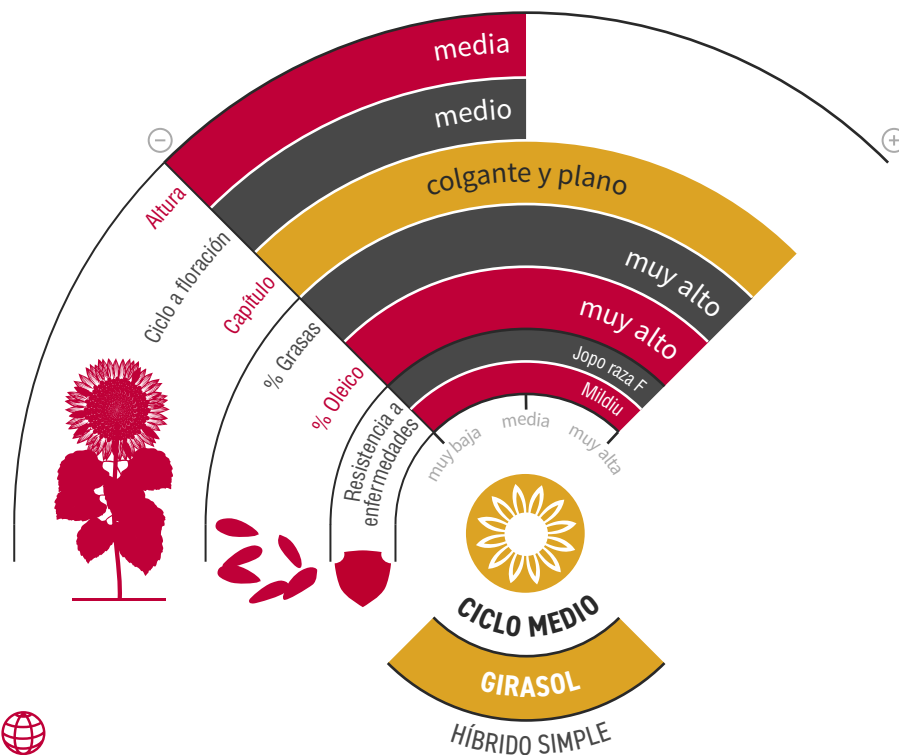 media
medio
colgante y plano
muy alto
muy alto
Jopo raza F
Mildiu
−
+
Altura
Ciclo a floración
Capítulo
% Grasas
% Oleico
Resistencia a
enfermedades
muy baja
media
muy alta
CICLO MEDIO
GIRASOL
HÍBRIDO SIMPLE